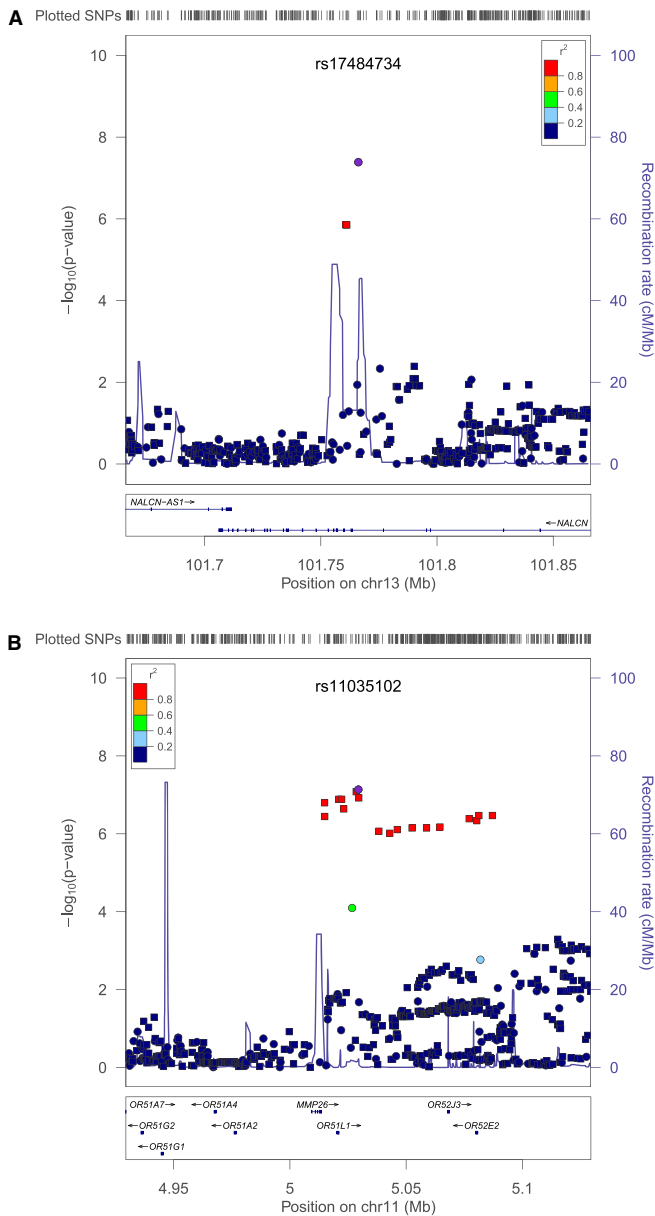 A
Plotted SNPs
rs17484734
r2
0.8
0.6
0.4
0.2
10
8
6
4
2
0
−log10(p−value)
100
80
60
40
20
0
Recombination rate (cM/Mb)
NALCN−AS1→
←NALCN
101.7 101.75 101.8 101.85
Position on chr13 (Mb)
B
Plotted SNPs
rs11035102
r2
0.8
0.6
0.4
0.2
10
8
6
4
2
0
−log10(p−value)
100
80
60
40
20
0
Recombination rate (cM/Mb)
OR51A7→ ←OR51A4 MMP26→ OR52J3→
←OR51G2 ←OR51A2 OR51L1→ ←OR52E2
←OR51G1
4.95 5 5.05 5.1
Position on chr11 (Mb)